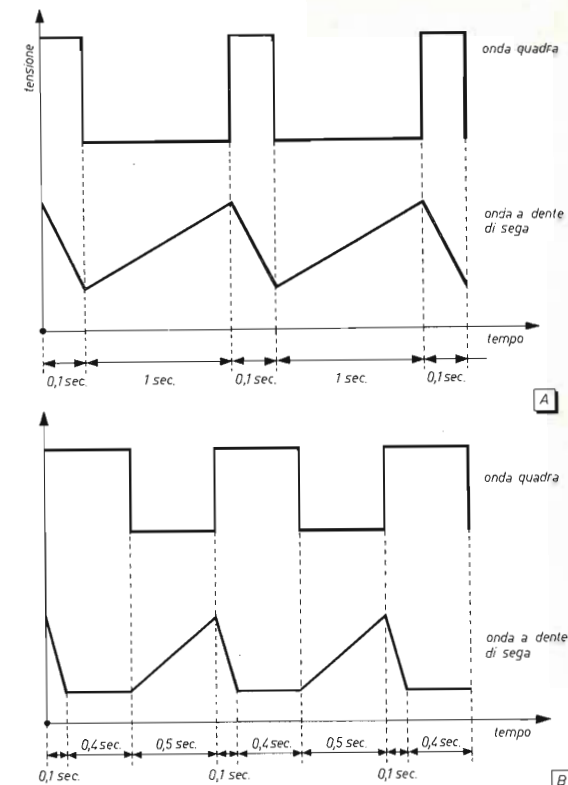 tensione
onda quadra
onda a dente
di sega
tempo
0,1 sec.
1 sec.
0,1 sec.
1 sec.
0,1 sec.
A
onda quadra
onda a dente
di sega
tempo
0,4 sec.
0,5 sec.
0,4 sec.
0,5 sec.
0,4 sec.
0,1 sec.
0,1 sec.
0,1 sec.
B